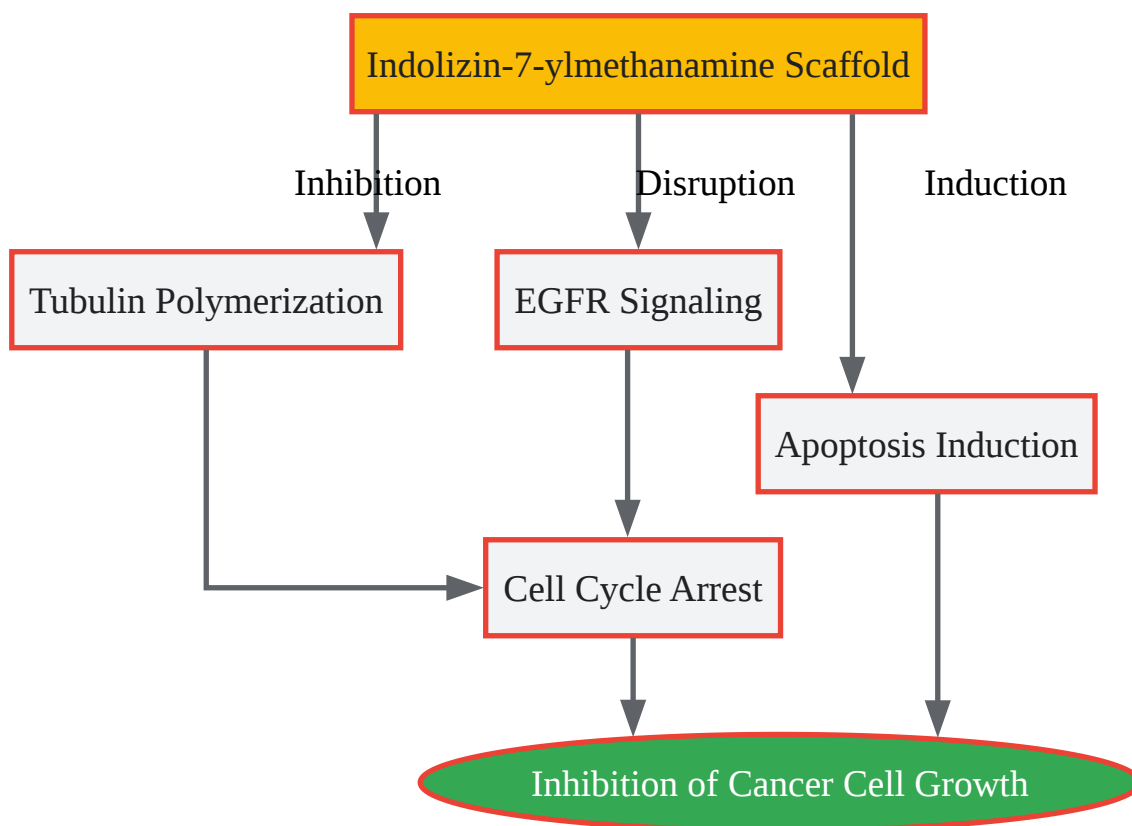 Indolizin-7-ylmethanamine Scaffold
Inhibition
Disruption
Induction
Tubulin Polymerization
EGFR Signaling
Apoptosis Induction
Cell Cycle Arrest
Inhibition of Cancer Cell Growth